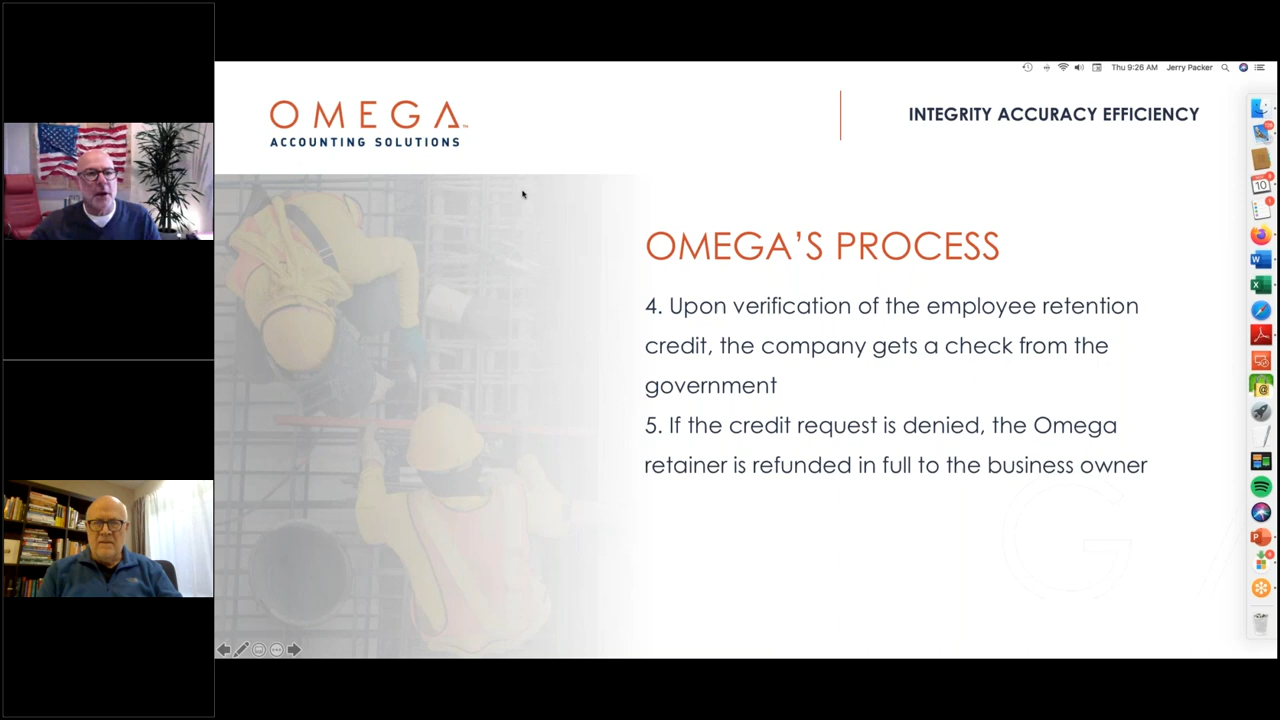 Thu 9:26 AM Jerry Packer
OMEGA™
ACCOUNTING SOLUTIONS
INTEGRITY ACCURACY EFFICIENCY
OMEGA’S PROCESS
4. Upon verification of the employee retention
credit, the company gets a check from the
government
5. If the credit request is denied, the Omega
retainer is refunded in full to the business owner
G A
10
W
X
@
P